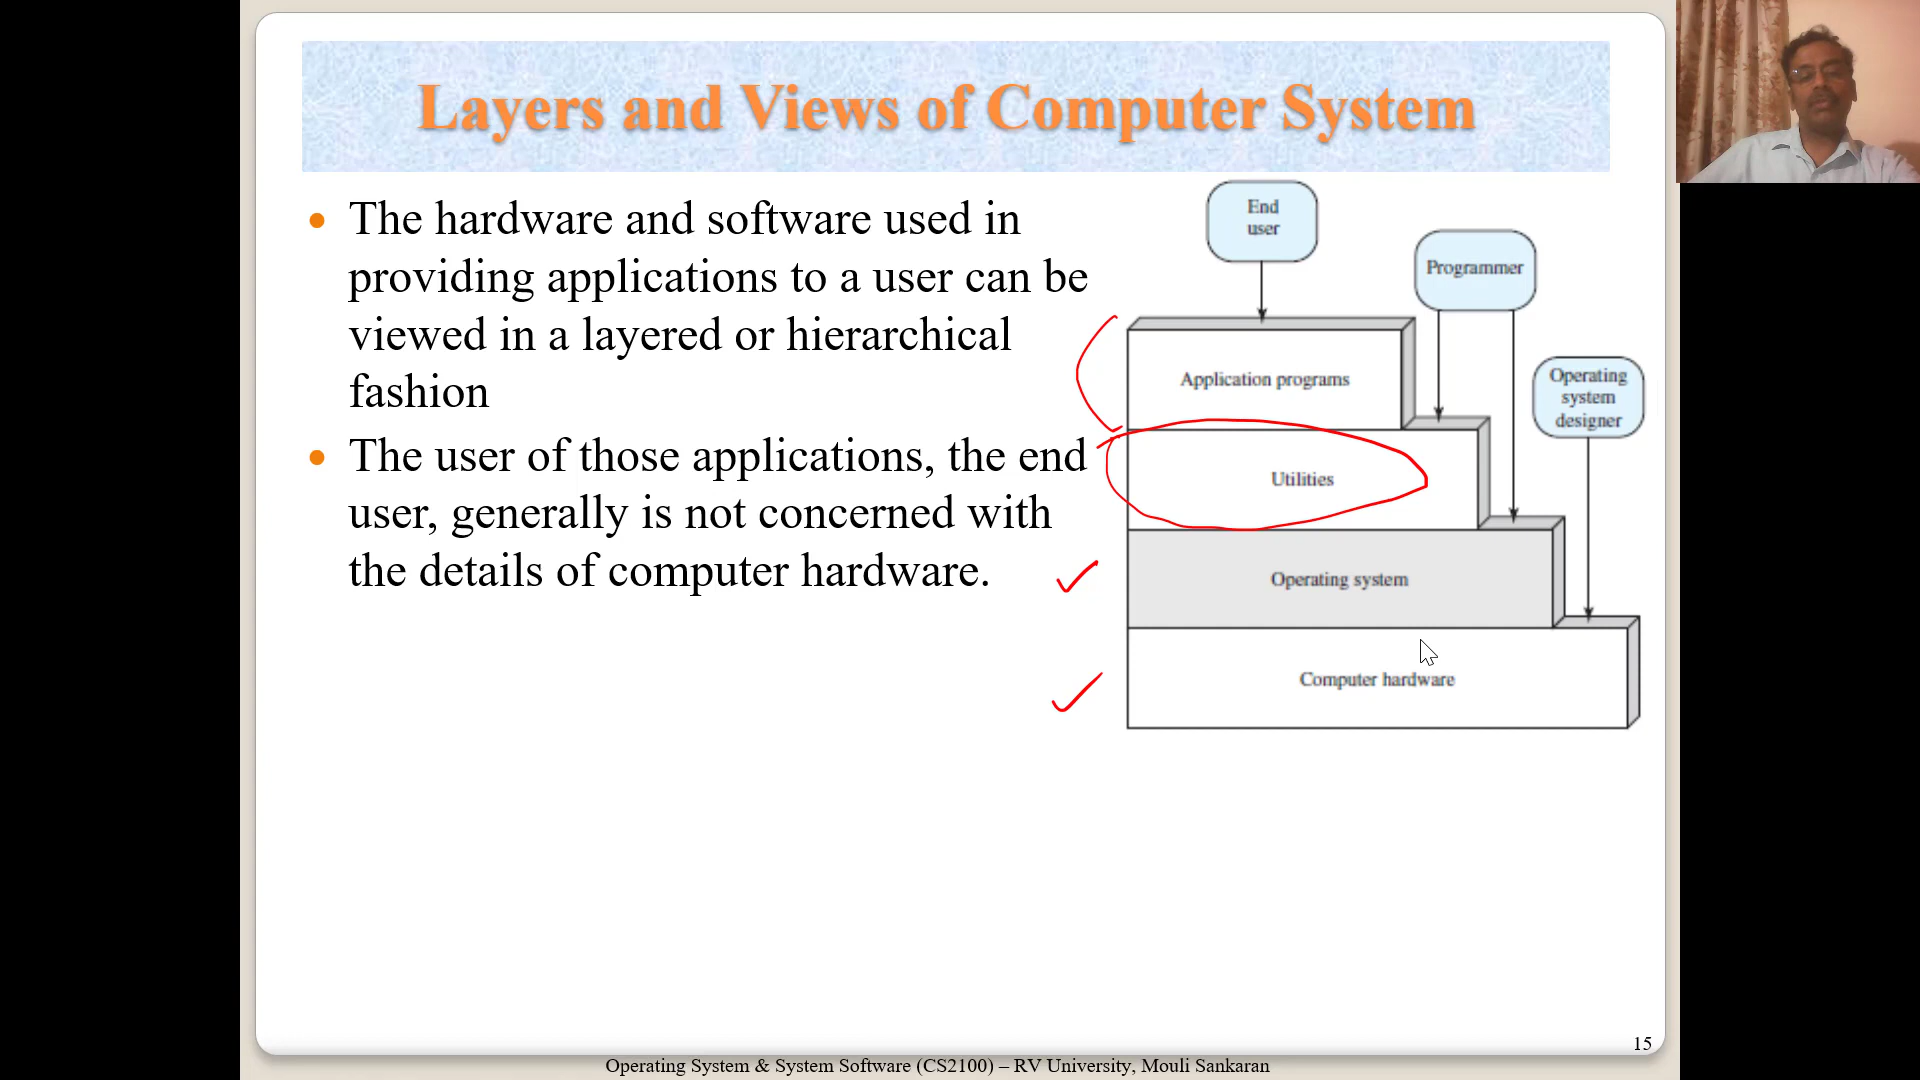 Layers and Views of Computer System
• The hardware and software used in
providing applications to a user can be
viewed in a layered or hierarchical
fashion
• The user of those applications, the end
user, generally is not concerned with
the details of computer hardware.
End
user
Programmer
Operating
system
designer
Application programs
Utilities
Operating system
Computer hardware
15
Operating System & System Software (CS2100) – RV University, Mouli Sankaran